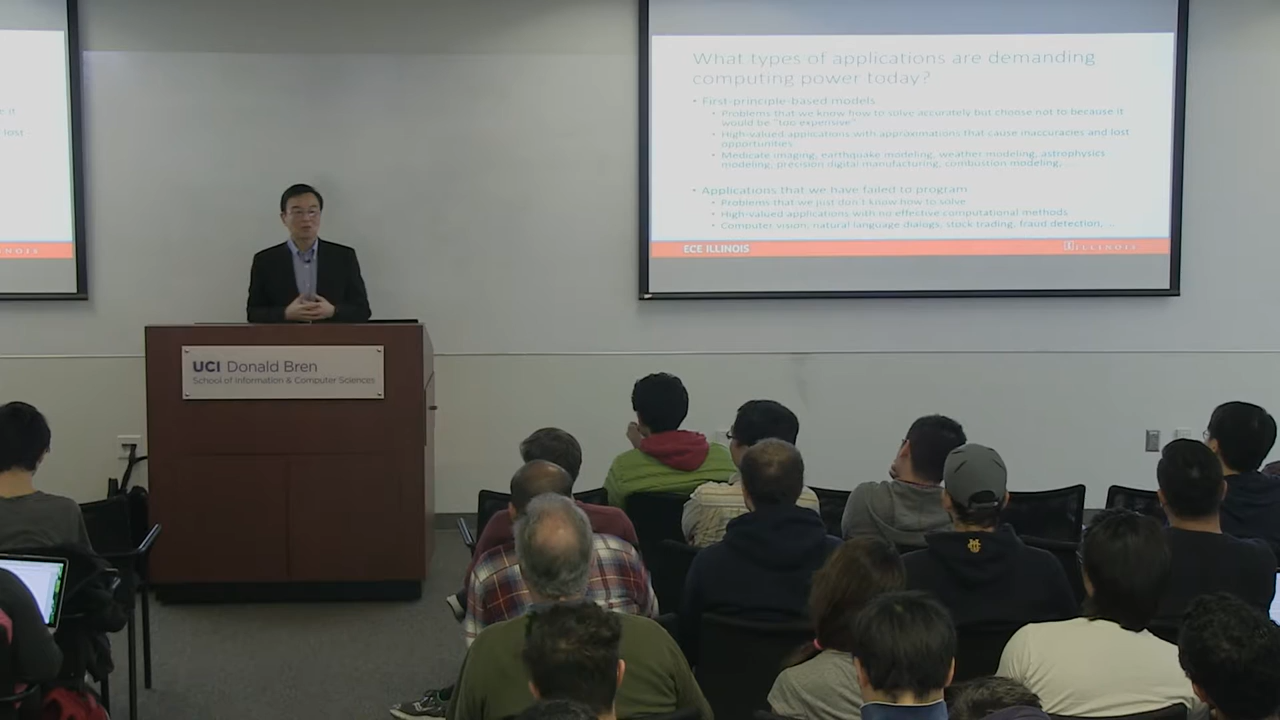 e it
lost
LINOIS
What types of applications are demanding
computing power today?
• First-principle-based models
• Problems that we know how to solve accurately but choose not to because it
would be "too expensive"
• High-valued applications with approximations that cause inaccuracies and lost
opportunities
• Medicate imaging, earthquake modeling, weather modeling, astrophysics
modeling, precision digital manufacturing, combustion modeling, …
• Applications that we have failed to program
• Problems that we just don't know how to solve
• High-valued applications with no effective computational methods
• Computer vision, natural language dialogs, stock trading, fraud detection, …
ECE ILLINOIS
ILLINOIS
UCI Donald Bren
School of Information & Computer Sciences